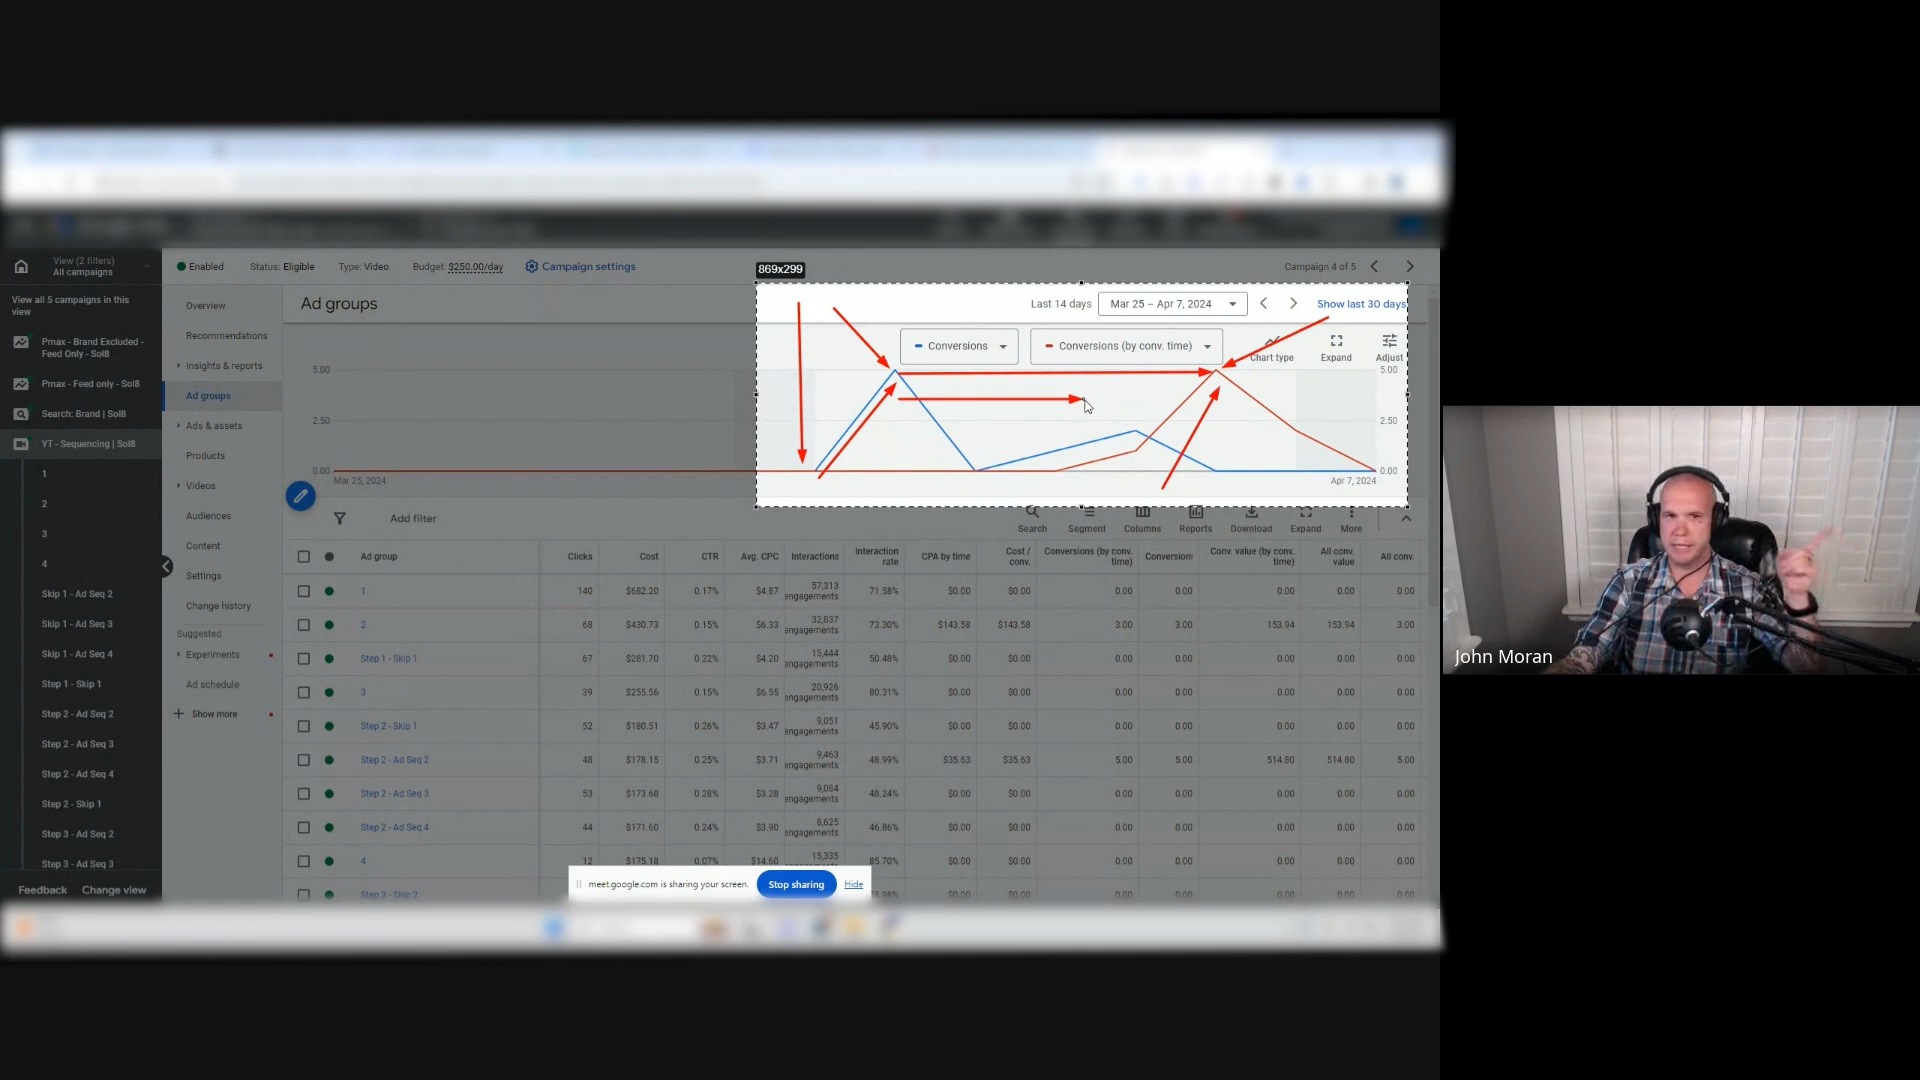 View (2 filters)
All campaigns
Enabled Status: Eligible Type: Video Budget: $250.00/day Campaign settings
Campaign 4 of 5
869x299
View all 5 campaigns in this
view
Pmax - Brand Excluded -
Feed Only - Sol8
Pmax - Feed only - Sol8
Search: Brand | Sol8
YT - Sequencing | Sol8
1
2
3
4
Skip 1 - Ad Seq 2
Skip 1 - Ad Seq 3
Skip 1 - Ad Seq 4
Step 1 - Skip 1
Step 2 - Ad Seq 2
Step 2 - Ad Seq 3
Step 2 - Ad Seq 4
Step 2 - Skip 1
Step 3 - Ad Seq 2
Step 3 - Ad Seq 3
Feedback Change view
Overview
Recommendations
Insights & reports
Ad groups
Ads & assets
Products
Videos
Audiences
Content
Settings
Change history
Suggested
Experiments
Ad schedule
Show more
Ad groups
Last 14 days Mar 25 – Apr 7, 2024 Show last 30 days
Conversions Conversions (by conv. time) Chart type Expand Adjust
5.00 5.00
2.50 2.50
0.00 0.00
Mar 25, 2024 Apr 7, 2024
Add filter
Search Segment Columns Reports Download Expand More
Ad group Clicks Cost CTR Avg. CPC Interactions Interaction rate CPA by time Cost / conv. Conversions (by conv. time) Conversions Conv. value (by conv. time) All conv. value All conv.
1 140 $682.20 0.17% $4.87 57,313 engagements 71.58% $0.00 $0.00 0.00 0.00 0.00 0.00 0.00
2 68 $430.73 0.15% $6.33 32,837 engagements 73.30% $143.58 $143.58 3.00 3.00 153.94 153.94 3.00
Step 1 - Skip 1 67 $281.70 0.22% $4.20 15,444 engagements 50.48% $0.00 $0.00 0.00 0.00 0.00 0.00 0.00
3 39 $255.56 0.15% $6.55 20,926 engagements 80.31% $0.00 $0.00 0.00 0.00 0.00 0.00 0.00
Step 2 - Skip 1 52 $180.51 0.26% $3.47 9,051 engagements 45.90% $0.00 $0.00 0.00 0.00 0.00 0.00 0.00
Step 2 - Ad Seq 2 48 $178.15 0.25% $3.71 9,463 engagements 48.99% $35.63 $35.63 5.00 5.00 514.80 514.80 5.00
Step 2 - Ad Seq 3 53 $173.68 0.28% $3.28 9,084 engagements 48.24% $0.00 $0.00 0.00 0.00 0.00 0.00 0.00
Step 2 - Ad Seq 4 44 $171.60 0.24% $3.90 8,625 engagements 46.86% $0.00 $0.00 0.00 0.00 0.00 0.00 0.00
4 12 $175.18 0.07% $14.60 15,335 85.70% $0.00 $0.00 0.00 0.00 0.00 0.00 0.00
Step 3 - Skip 2 $0.00 $0.00 0.00 0.00 0.00 0.00 0.00
meet.google.com is sharing your screen. Stop sharing Hide
John Moran